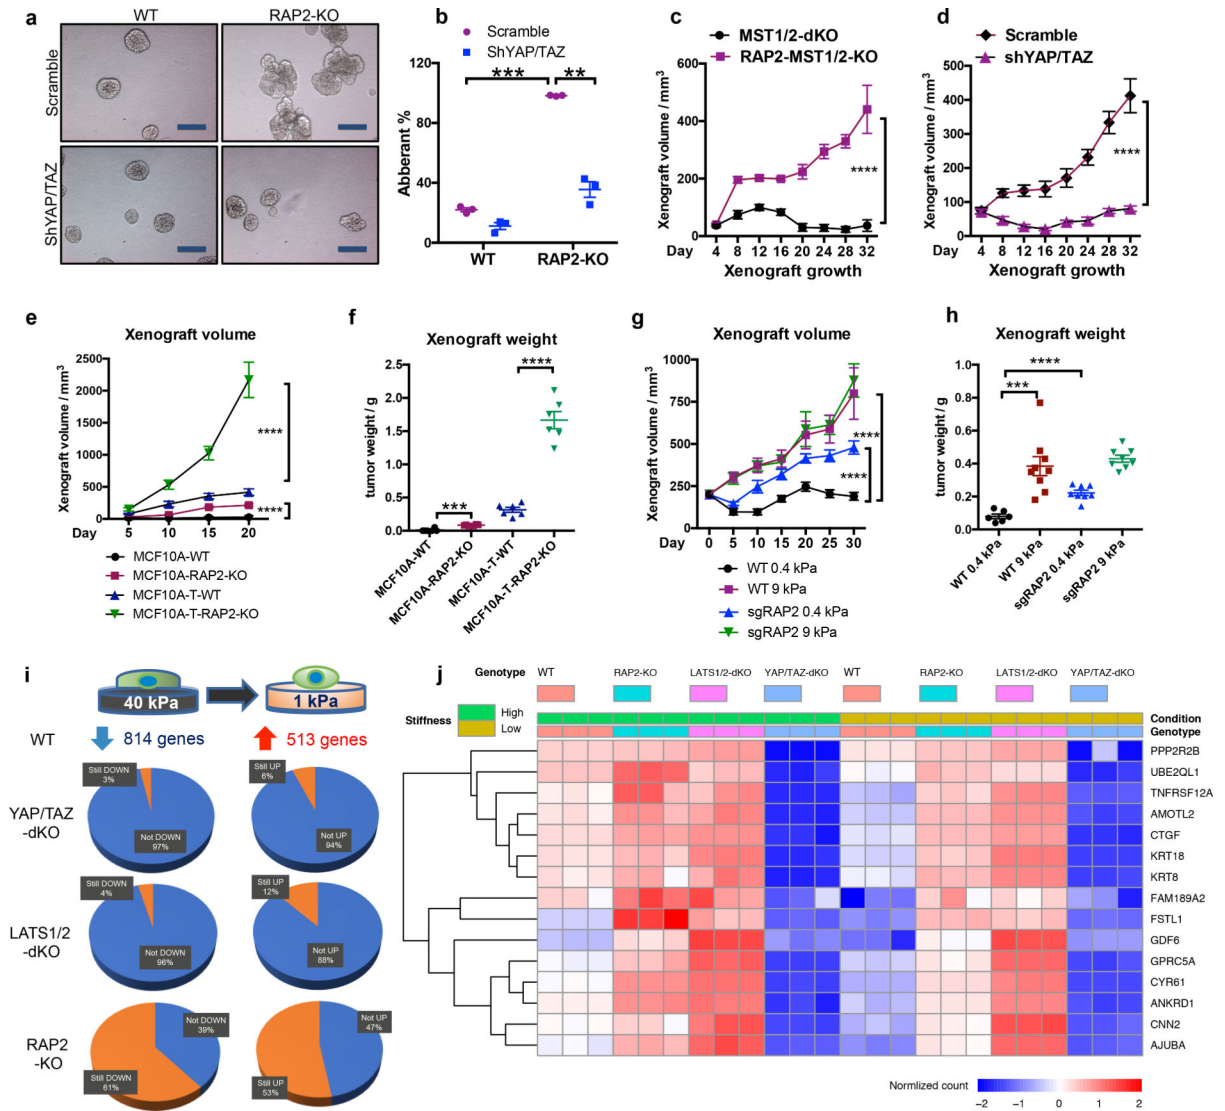 a
WT
RAP2-KO
Scramble
ShYAP/TAZ
b
Scramble
ShYAP/TAZ
***
**
120
80
40
0
Abberant %
WT
RAP2-KO
c
MST1/2-dKO
RAP2-MST1/2-KO
Xenograft volume / mm3
600
400
200
0
****
Day 4 8 12 16 20 24 28 32
Xenograft growth
d
Scramble
shYAP/TAZ
Xenograft volume / mm3
500
400
300
200
100
0
****
Day 4 8 12 16 20 24 28 32
Xenograft growth
e
Xenograft volume
Xenograft volume / mm3
2500
2000
1500
1000
500
0
****
****
Day 5 10 15 20
MCF10A-WT
MCF10A-RAP2-KO
MCF10A-T-WT
MCF10A-T-RAP2-KO
f
Xenograft weight
tumor weight / g
2.5
2.0
1.5
1.0
0.5
0.0
***
****
MCF10A-WT
MCF10A-RAP2-KO
MCF10A-T-WT
MCF10A-T-RAP2-KO
g
Xenograft volume
Xenograft volume / mm3
1000
750
500
250
0
****
****
Day 0 5 10 15 20 25 30
WT 0.4 kPa
WT 9 kPa
sgRAP2 0.4 kPa
sgRAP2 9 kPa
h
Xenograft weight
tumor weight / g
1.0
0.8
0.6
0.4
0.2
0.0
****
***
WT 0.4 kPa
WT 9 kPa
sgRAP2 0.4 kPa
sgRAP2 9 kPa
i
40 kPa
1 kPa
WT
814 genes
513 genes
YAP/TAZ
-dKO
Still DOWN
3%
Not DOWN
97%
Still UP
6%
Not UP
94%
LATS1/2
-dKO
Still DOWN
4%
Not DOWN
96%
Still UP
12%
Not UP
88%
RAP2
-KO
Not DOWN
39%
Still DOWN
61%
Not UP
47%
Still UP
53%
j
Genotype WT RAP2-KO LATS1/2-dKO YAP/TAZ-dKO WT RAP2-KO LATS1/2-dKO YAP/TAZ-dKO
Stiffness
High
Low
Condition
Genotype
PPP2R2B
UBE2QL1
TNFRSF12A
AMOTL2
CTGF
KRT18
KRT8
FAM189A2
FSTL1
GDF6
GPRC5A
CYR61
ANKRD1
CNN2
AJUBA
Normlized count
−2 −1 0 1 2